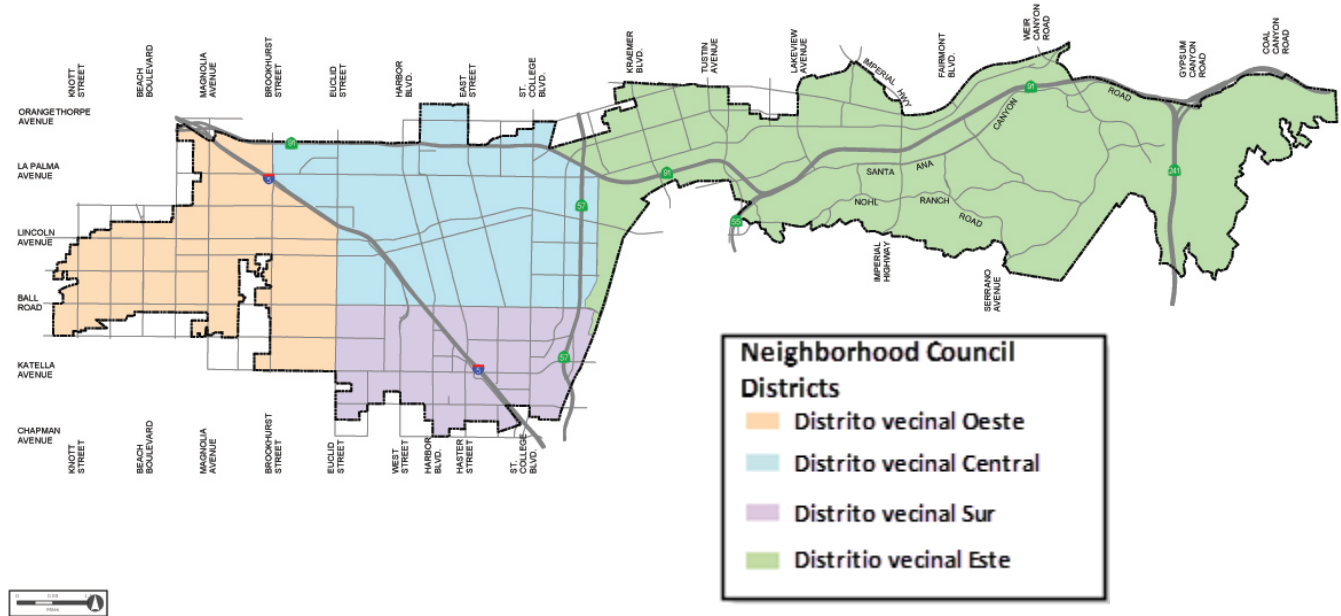 KNOTT
STREET
BEACH
BOULEVARD
MAGNOLIA
AVENUE
BROOKHURST
STREET
EUCLID
STREET
HARBOR
BLVD.
EAST
STREET
ST.
COLLEGE
BLVD.
KRAEMER
BLVD.
TUSTIN
AVENUE
LAKEVIEW
AVENUE
IMPERIAL HWY
FAIRMONT
BLVD.
WEIR
CANYON
ROAD
GYPSUM
CANYON
ROAD
COAL
CANYON
ROAD
ORANGETHORPE
AVENUE
LA PALMA
AVENUE
LINCOLN
AVENUE
BALL
ROAD
KATELLA
AVENUE
CHAPMAN
AVENUE
91
5
57
91
55
91
241
57
5
SANTA ANA CANYON ROAD
NOHL RANCH ROAD
IMPERIAL
HIGHWAY
SERRANO
AVENUE
KNOTT
STREET
BEACH
BOULEVARD
MAGNOLIA
AVENUE
BROOKHURST
STREET
EUCLID
STREET
WEST
STREET
HARBOR
BLVD.
HASTER
STREET
ST.
COLLEGE
BLVD.
Neighborhood Council
Districts
Distrito vecinal Oeste
Distrito vecinal Central
Distrito vecinal Sur
Distritio vecinal Este
0
Miles